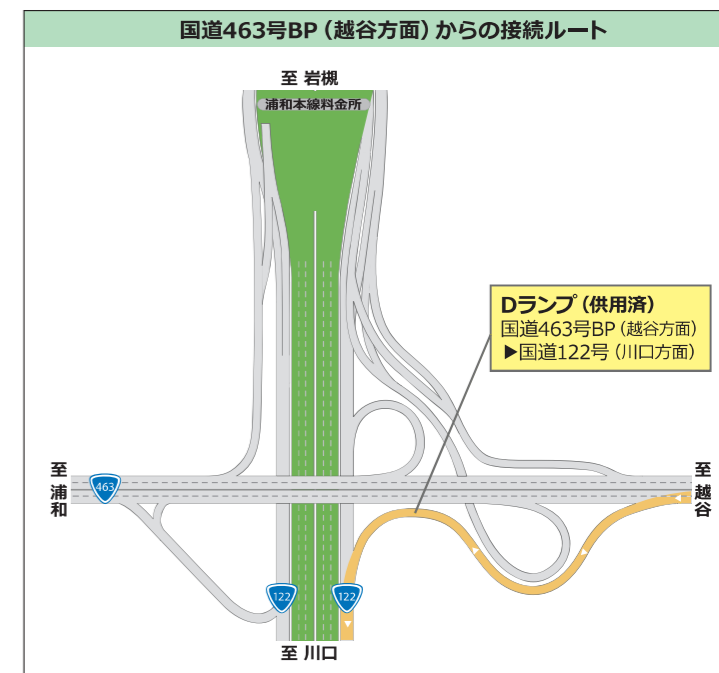 国道463号BP（越谷方面）からの接続ルート
至 岩槻
浦和本線料金所
Dランプ（供用済）
国道463号BP（越谷方面）
▶国道122号（川口方面）
至浦和
463
至越谷
122
122
至 川口